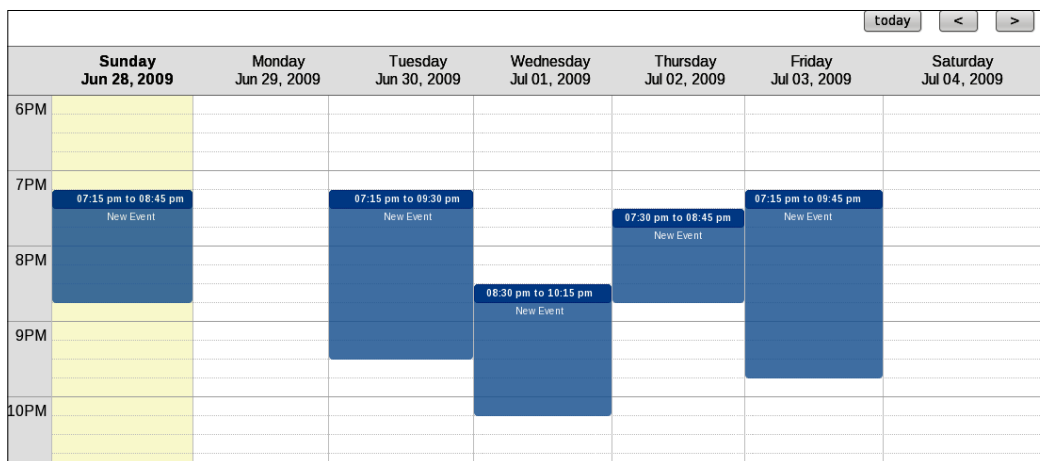 today < >
Sunday Monday Tuesday Wednesday Thursday Friday Saturday
Jun 28, 2009 Jun 29, 2009 Jun 30, 2009 Jul 01, 2009 Jul 02, 2009 Jul 03, 2009 Jul 04, 2009
6PM
7PM
07:15 pm to 08:45 pm 07:15 pm to 09:30 pm 07:15 pm to 09:45 pm
New Event New Event New Event
07:30 pm to 08:45 pm
New Event
8PM
08:30 pm to 10:15 pm
New Event
9PM
10PM